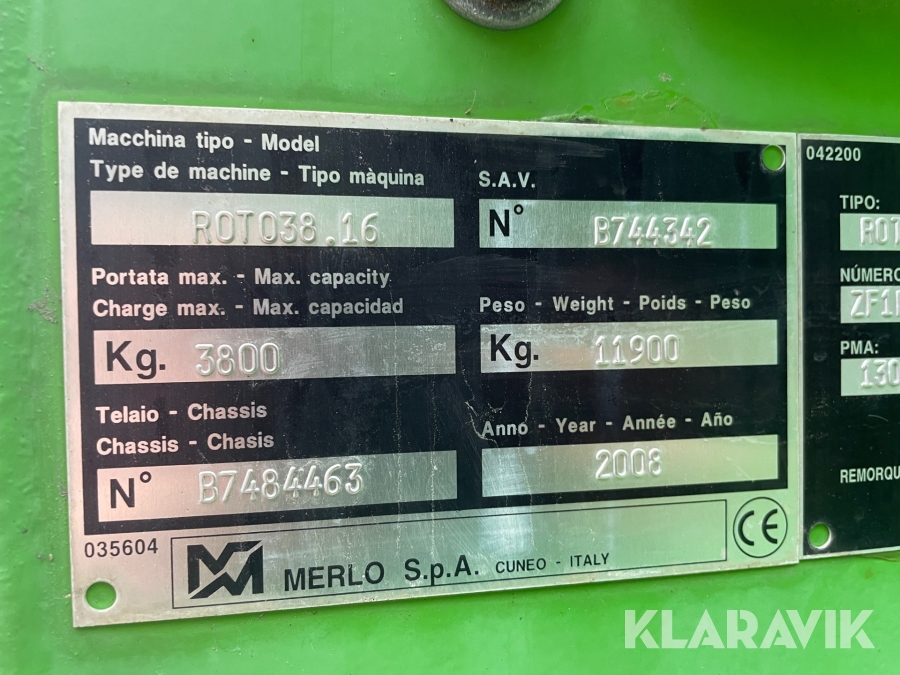 Macchina tipo - Model
Type de machine - Tipo màquina
ROTO38.16
S.A.V.
N° B744342
Portata max. - Max. capacity
Charge max. - Max. capacidad
Kg. 3800
Peso - Weight - Poids - Peso
Kg. 11900
Telaio - Chassis
Chassis - Chasis
N° B7484463
Anno - Year - Année - Año
2008
035604
MERLO S.p.A. CUNEO - ITALY
CE
042200
TIPO:
ROT
NÚMERO
ZF1
PMA:
130
REMORQU
KLARAVIK